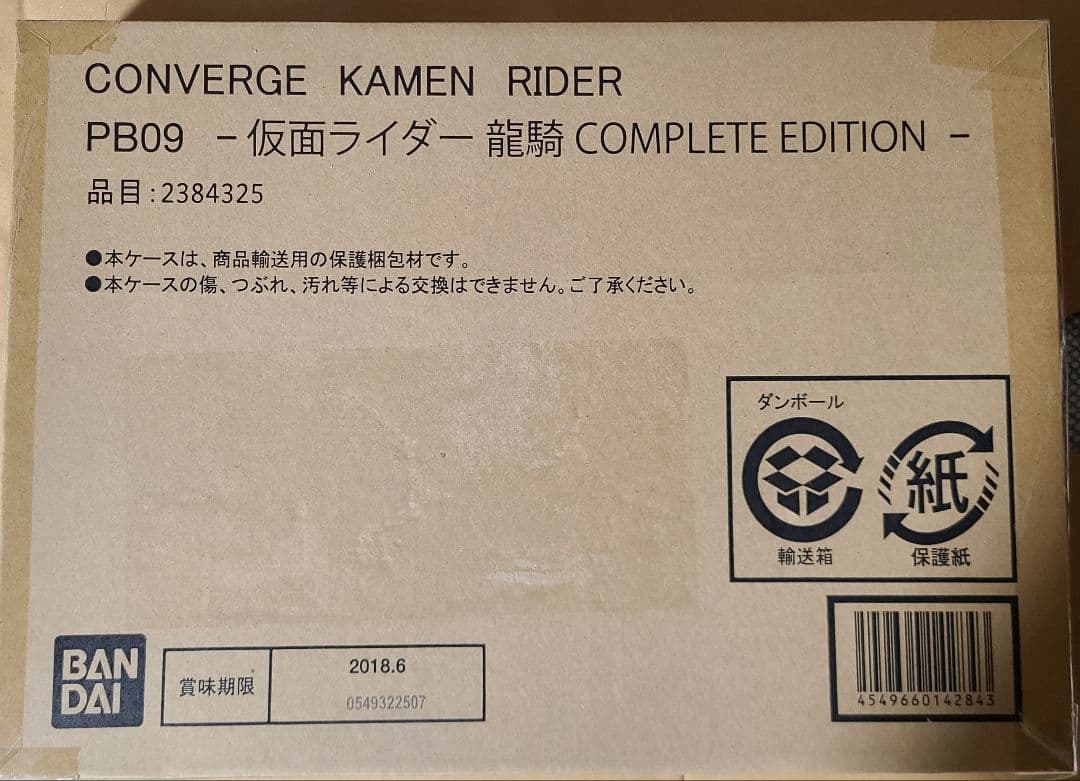 CONVERGE KAMEN RIDER
PB09 －仮面ライダー 龍騎 COMPLETE EDITION －
品目:2384325
●本ケースは、商品輸送用の保護梱包材です。
●本ケースの傷、つぶれ、汚れ等による交換はできません。ご了承ください。
ダンボール
紙
輸送箱 保護紙
BAN
DAI
賞味期限
2018.6
0549322507
4549660142843